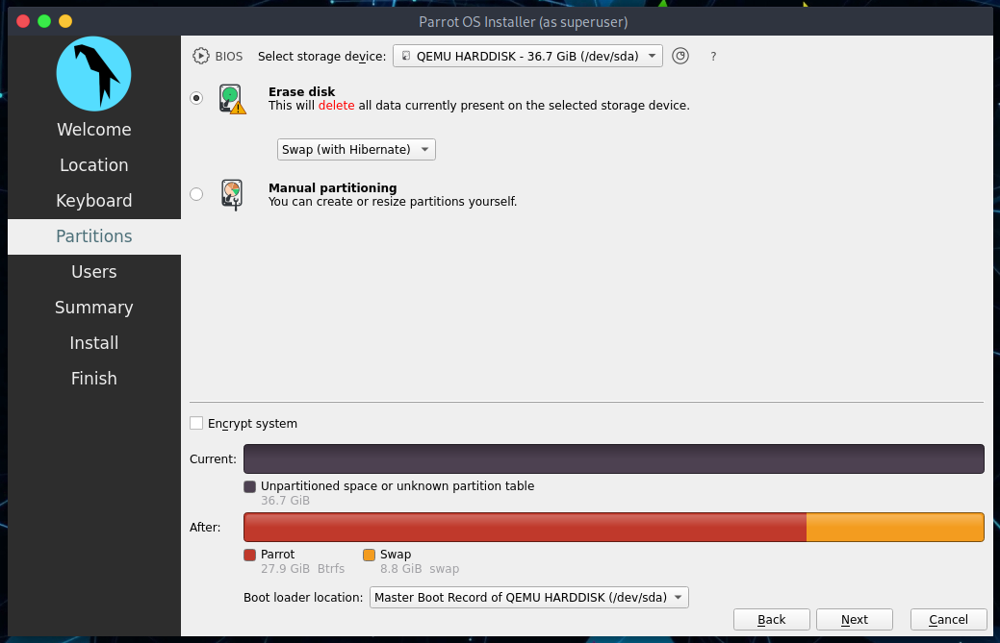 Parrot OS Installer (as superuser)
Welcome
Location
Keyboard
Partitions
Users
Summary
Install
Finish
BIOS Select storage device: QEMU HARDDISK - 36.7 GiB (/dev/sda) ?
Erase disk
This will delete all data currently present on the selected storage device.
Swap (with Hibernate)
Manual partitioning
You can create or resize partitions yourself.
Encrypt system
Current:
Unpartitioned space or unknown partition table
36.7 GiB
After:
Parrot Swap
27.9 GiB Btrfs 8.8 GiB swap
Boot loader location: Master Boot Record of QEMU HARDDISK (/dev/sda)
Back Next Cancel